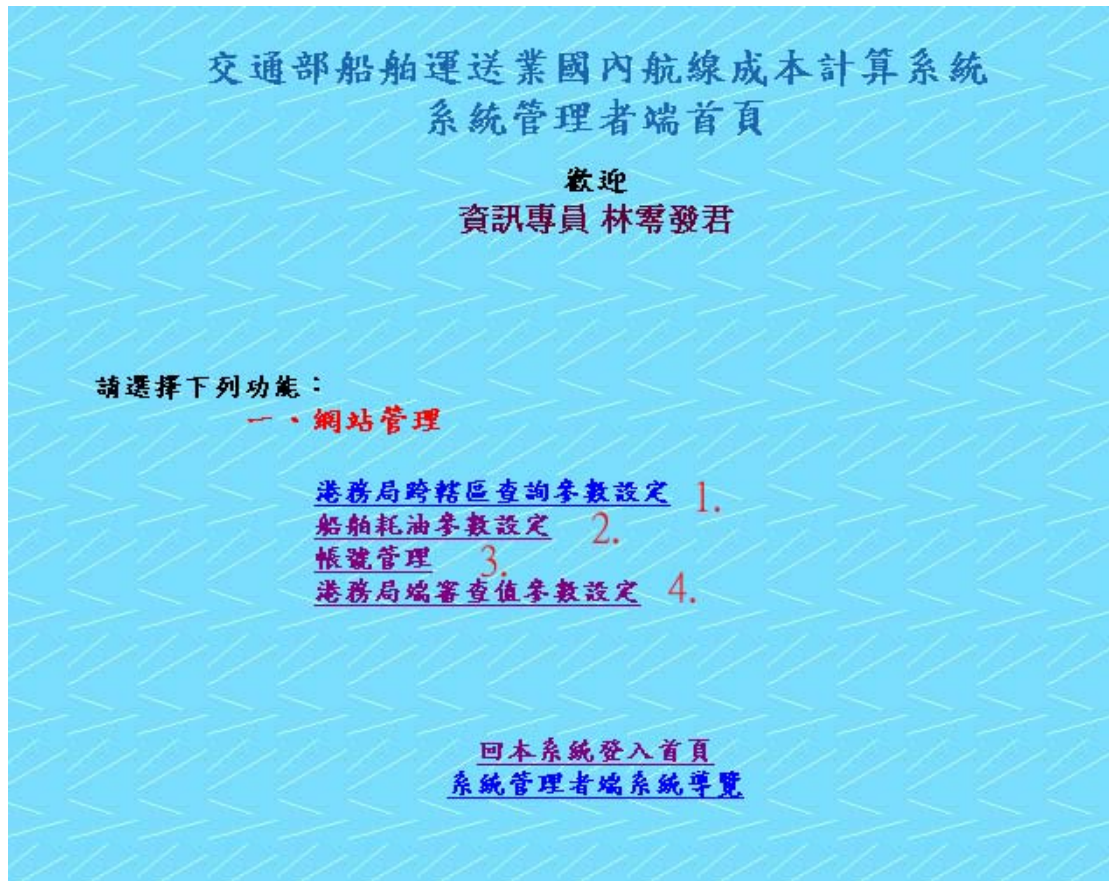 交通部船舶運送業國內航線成本計算系統
系統管理者端首頁
歡迎
資訊專員 林零發君
請選擇下列功能：
一、網站管理
港務局跨轄區查詢參數設定 1.
船舶耗油參數設定 2.
帳號管理 3.
港務局端審查值參數設定 4.
回本系統登入首頁
系統管理者端系統導覽